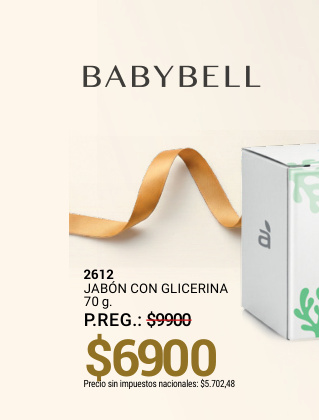 BABYBELL
2612
JABÓN CON GLICERINA
70 g.
P.REG.: $9900
$6900
Precio sin impuestos nacionales: $5.702,48